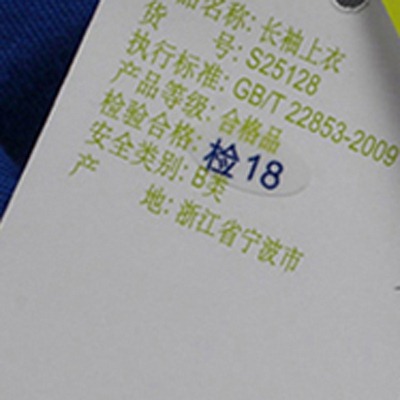 品名称: 长袖上衣
货 号: S25128
执行标准: GB/T 22853-2009
产品等级: 合格品
检验合格: 检18
安全类别: B类
产 地: 浙江省宁波市